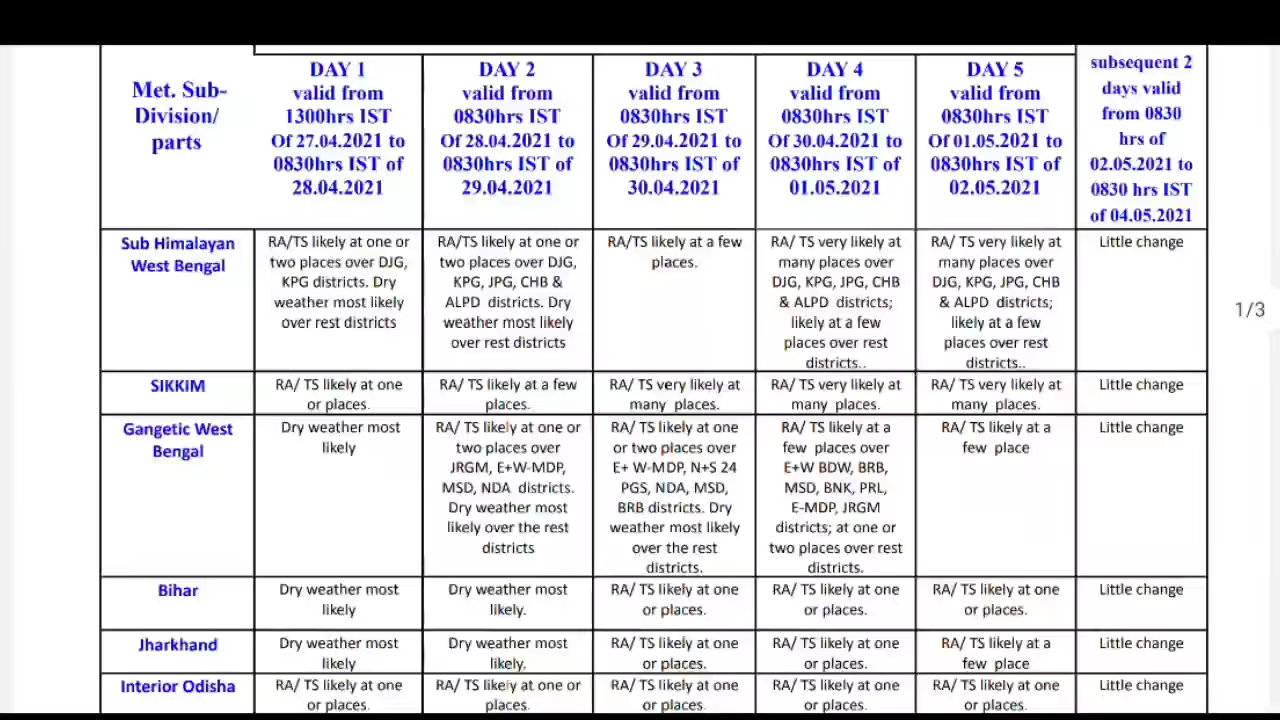 Met. Sub-
Division/
parts
DAY 1
valid from
1300hrs IST
Of 27.04.2021 to
0830hrs IST of
28.04.2021
DAY 2
valid from
0830hrs IST
Of 28.04.2021 to
0830hrs IST of
29.04.2021
DAY 3
valid from
0830hrs IST
Of 29.04.2021 to
0830hrs IST of
30.04.2021
DAY 4
valid from
0830hrs IST
Of 30.04.2021 to
0830hrs IST of
01.05.2021
DAY 5
valid from
0830hrs IST
Of 01.05.2021 to
0830hrs IST of
02.05.2021
subsequent 2
days valid
from 0830
hrs of
02.05.2021 to
0830 hrs IST
of 04.05.2021
Sub Himalayan
West Bengal
RA/TS likely at one or
two places over DJG,
KPG districts. Dry
weather most likely
over rest districts
RA/TS likely at one or
two places over DJG,
KPG, JPG, CHB &
ALPD districts. Dry
weather most likely
over rest districts
RA/TS likely at a few
places.
RA/ TS very likely at
many places over
DJG, KPG, JPG, CHB
& ALPD districts;
likely at a few
places over rest
districts..
RA/ TS very likely at
many places over
DJG, KPG, JPG, CHB
& ALPD districts;
likely at a few
places over rest
districts..
Little change
1/3
SIKKIM
RA/ TS likely at one
or places.
RA/ TS likely at a few
places.
RA/ TS very likely at
many places.
RA/ TS very likely at
many places.
RA/ TS very likely at
many places.
Little change
Gangetic West
Bengal
Dry weather most
likely
RA/ TS likely at one or
two places over
JRGM, E+W-MDP,
MSD, NDA districts.
Dry weather most
likely over the rest
districts
RA/ TS likely at one
or two places over
E+ W-MDP, N+S 24
PGS, NDA, MSD,
BRB districts. Dry
weather most likely
over the rest
districts.
RA/ TS likely at a
few places over
E+W BDW, BRB,
MSD, BNK, PRL,
E-MDP, JRGM
districts; at one or
two places over rest
districts.
RA/ TS likely at a
few place
Little change
Bihar
Dry weather most
likely
Dry weather most
likely.
RA/ TS likely at one
or places.
RA/ TS likely at one
or places.
RA/ TS likely at one
or places.
Little change
Jharkhand
Dry weather most
likely
Dry weather most
likely.
RA/ TS likely at one
or places.
RA/ TS likely at one
or places.
RA/ TS likely at a
few place
Little change
Interior Odisha
RA/ TS likely at one
or places.
RA/ TS likely at one or
places.
RA/ TS likely at one
or places.
RA/ TS likely at one
or places.
RA/ TS likely at one
or places.
Little change